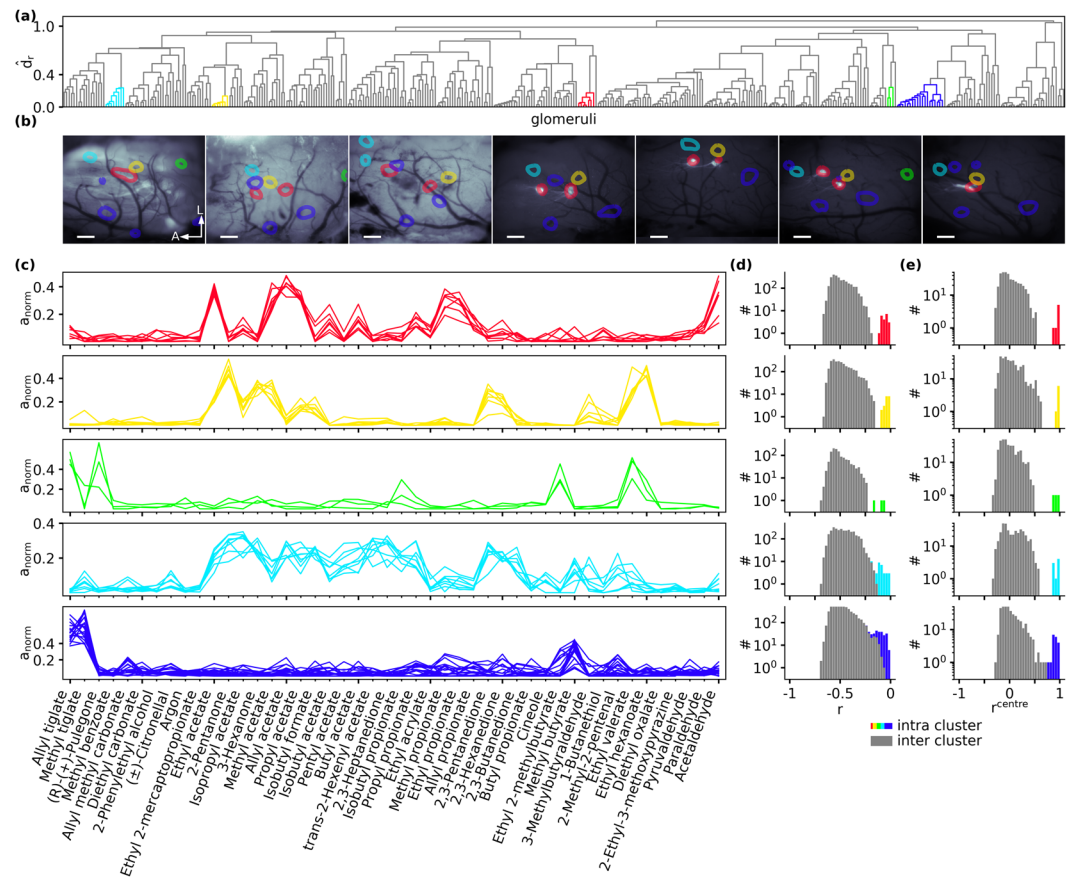 (a)
1.0
0.4
0.0
d̂r
glomeruli
(b)
L
A
(c)
(d)
(e)
0.4
0.2
anorm
10²
10¹
10⁰
#
10¹
10⁰
#
0.4
0.2
anorm
10²
10¹
10⁰
#
10¹
10⁰
#
0.4
0.2
anorm
10²
10¹
10⁰
#
10¹
10⁰
#
0.4
0.2
anorm
10²
10¹
10⁰
#
10¹
10⁰
#
0.4
0.2
anorm
10²
10¹
10⁰
#
10¹
10⁰
#
-1
-0.5
0
r
-1
0
1
rcentre
intra cluster
inter cluster
Allyl tiglate
Methyl tiglate
(R)-(+)-Pulegone
Methyl benzoate
Allyl methyl carbonate
Diethyl carbonate
2-Phenylethyl alcohol
(±)-Citronellal
Argon
Ethyl 2-mercaptoproptionate
Ethyl acetate
2-Pentanone
Isopropyl acetate
3-Hexanone
Methyl acetate
Allyl acetate
Propyl acetate
Isobutyl formate
Isobutyl acetate
Pentyl acetate
Butyl acetate
trans-2-Hexenyl acetate
2,3-Heptanedione
Isobutyl propionate
Propyl propionate
Ethyl acrylate
Methyl propionate
Ethyl propionate
Allyl propionate
2,3-Pentanedione
2,3-Hexanedione
2,3-Butanedione
Butyl propionate
Cineole
Ethyl 2-methylbutyrate
Methyl butyrate
3-Methylbutyraldehyde
1-Butanethiol
2-Methyl-2-pentenal
Ethyl valerate
Ethyl hexanoate
Diethyl oxalate
2-Ethyl-3-methoxypyrazine
Pyruvaldehyde
Paraldehyde
Acetaldehyde